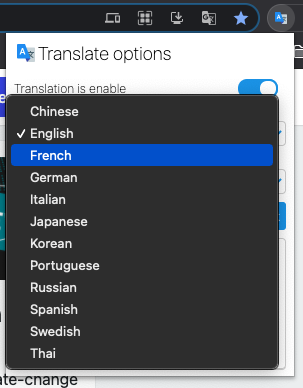 Translate options
Translation is enable
Chinese
✓ English
French
German
Italian
Japanese
Korean
Portuguese
Russian
Spanish
Swedish
Thai
ate-change